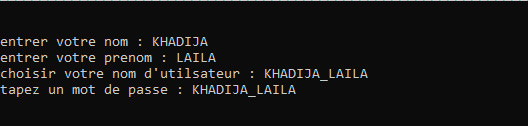 entrer votre nom : KHADIJA
entrer votre prenom : LAILA
choisir votre nom d'utilsateur : KHADIJA_LAILA
tapez un mot de passe : KHADIJA_LAILA